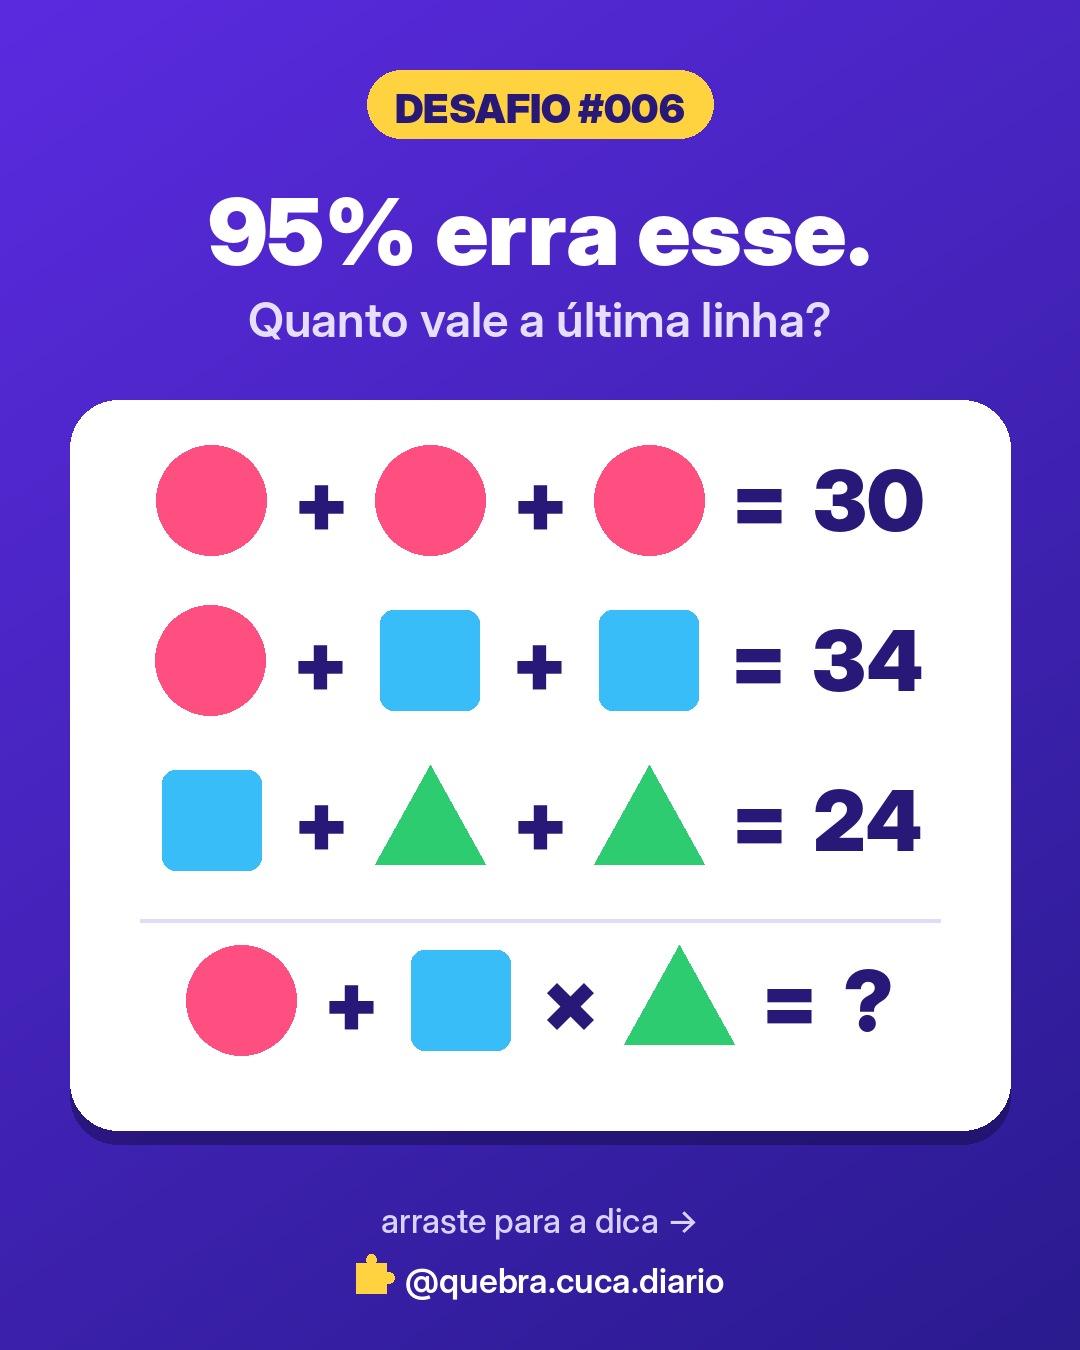 DESAFIO #006
95% erra esse.
Quanto vale a última linha?
+ + = 30
+ + = 34
+ + = 24
+ × = ?
arraste para a dica →
@quebra.cuca.diario